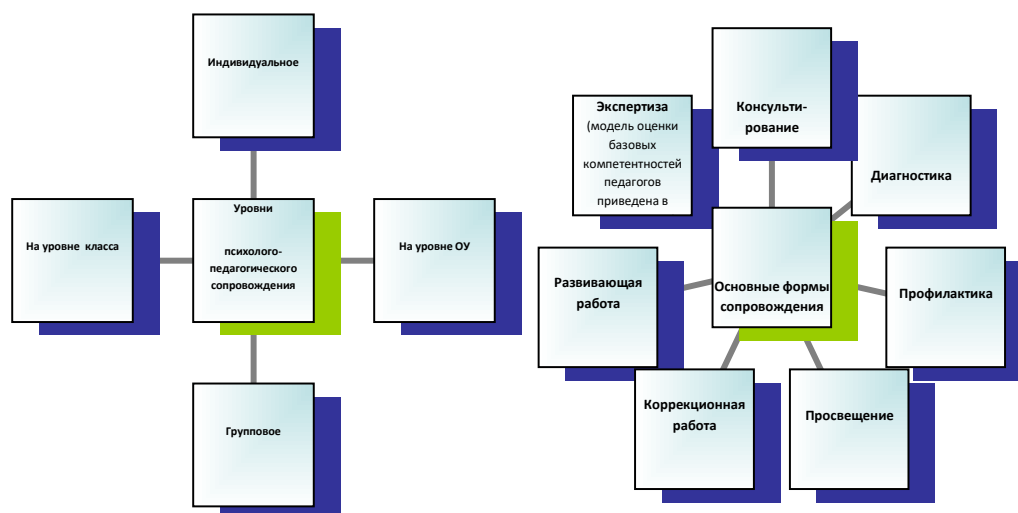 Индивидуальное
На уровне класса
Уровни
психолого-
педагогического
сопровождения
На уровне ОУ
Групповое
Экспертиза
(модель оценки
базовых
компетентностей
педагогов
приведена в
Консульти-
рование
Диагностика
Развивающая
работа
Основные формы
сопровождения
Профилактика
Коррекционная
работа
Просвещение